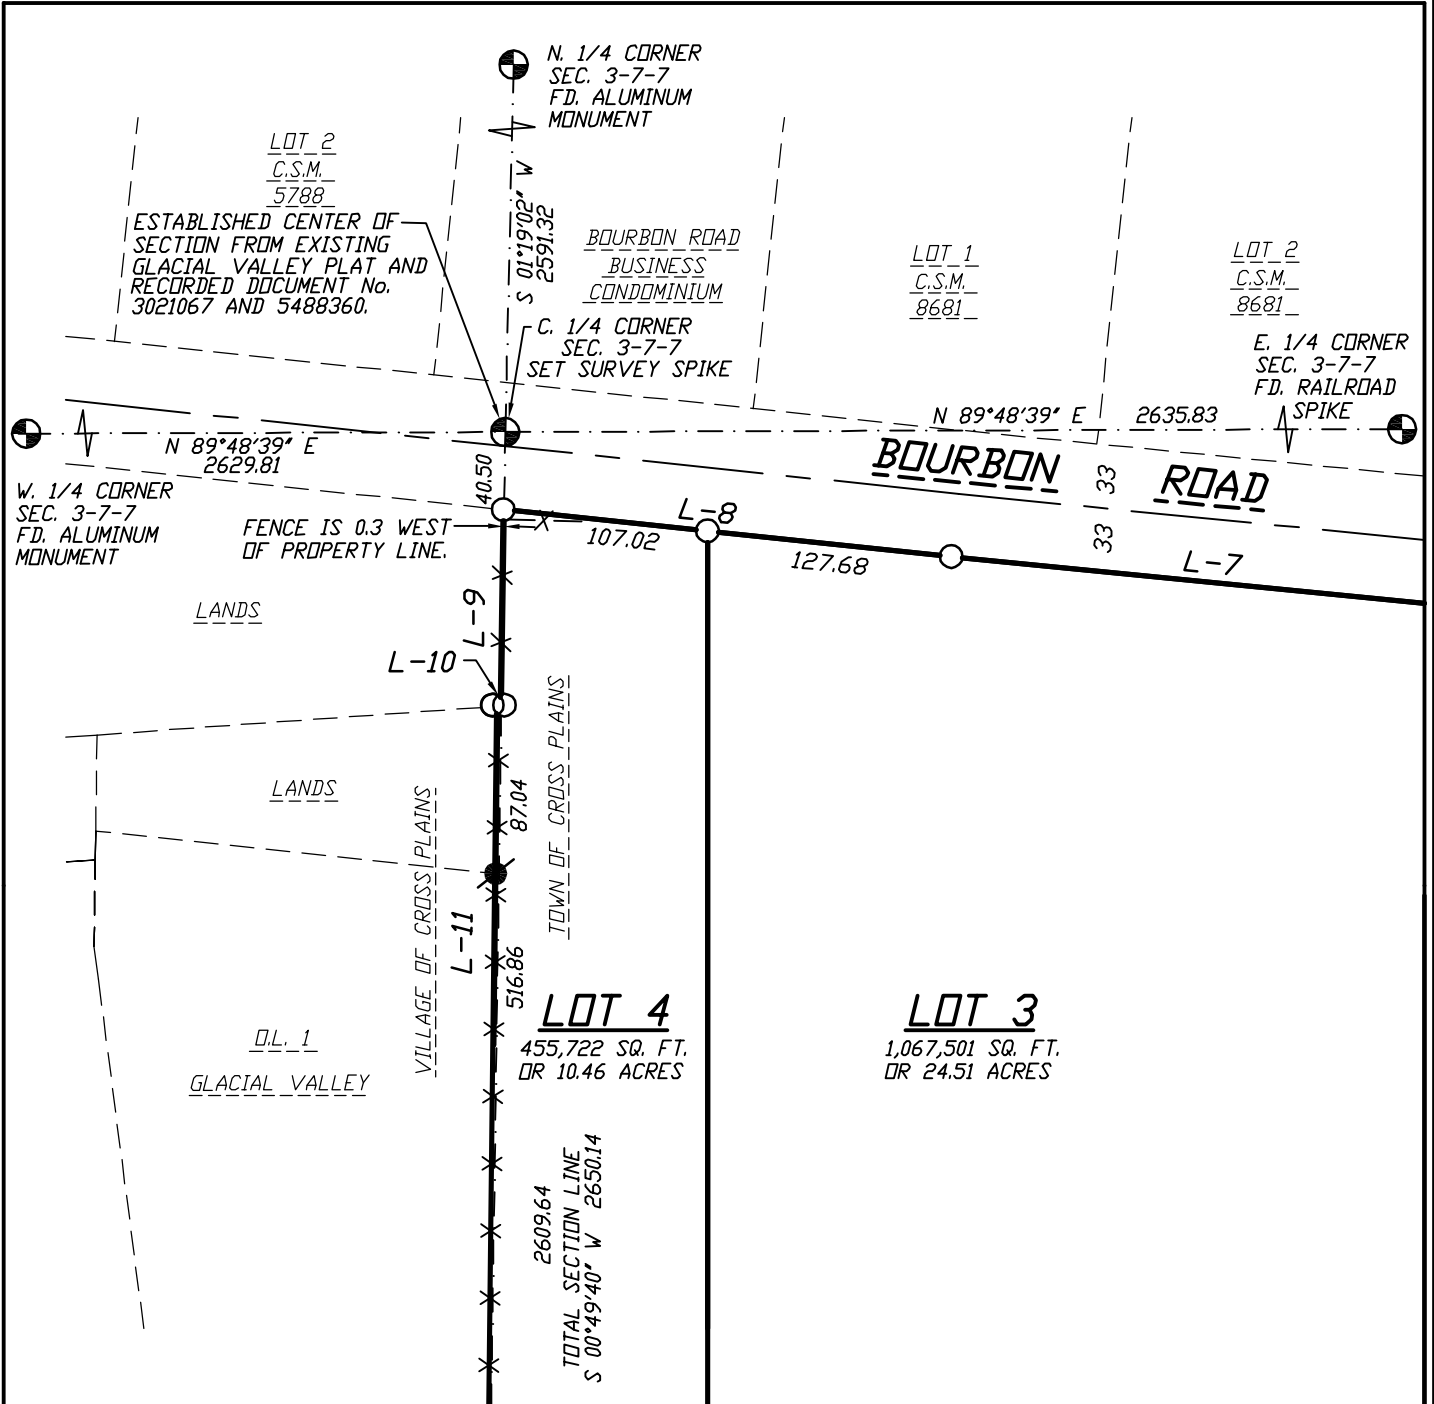 N. 1/4 CORNER
SEC. 3-7-7
FD. ALUMINUM
MONUMENT
LOT 2
C.S.M.
5788
ESTABLISHED CENTER OF
SECTION FROM EXISTING
GLACIAL VALLEY PLAT AND
RECORDED DOCUMENT No.
3021067 AND 5488360.
S 01°19'02" W
2591.32
BOURBON ROAD
BUSINESS
CONDOMINIUM
LOT 1
C.S.M.
8681
LOT 2
C.S.M.
8681
C. 1/4 CORNER
SEC. 3-7-7
SET SURVEY SPIKE
E. 1/4 CORNER
SEC. 3-7-7
FD. RAILROAD
SPIKE
N 89°48'39" E
2629.81
N 89°48'39" E 2635.83
BOURBON ROAD
33
33
W. 1/4 CORNER
SEC. 3-7-7
FD. ALUMINUM
MONUMENT
40.50
FENCE IS 0.3 WEST
OF PROPERTY LINE.
X
L-8
107.02
127.68
L-7
LANDS
L-9
L-10
LANDS
87.04
VILLAGE OF CROSS PLAINS
TOWN OF CROSS PLAINS
L-11
516.86
O.L. 1
GLACIAL VALLEY
LOT 4
455,722 SQ. FT.
OR 10.46 ACRES
LOT 3
1,067,501 SQ. FT.
OR 24.51 ACRES
2609.64
TOTAL SECTION LINE
S 00°49'40" W 2650.14